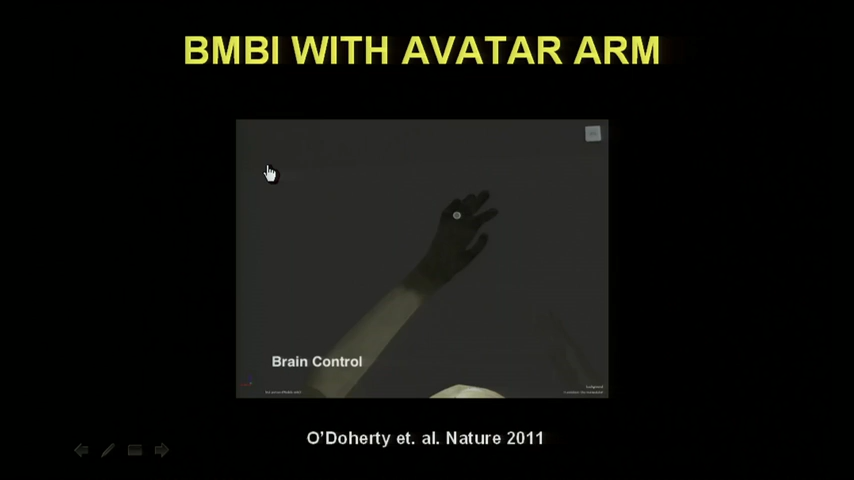 BMBI WITH AVATAR ARM
Brain Control
O'Doherty et. al. Nature 2011